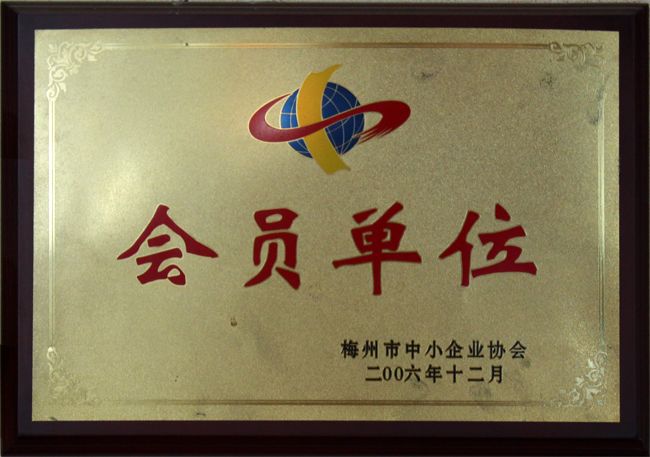 会员单位
梅州市中小企业协会
二00六年十二月